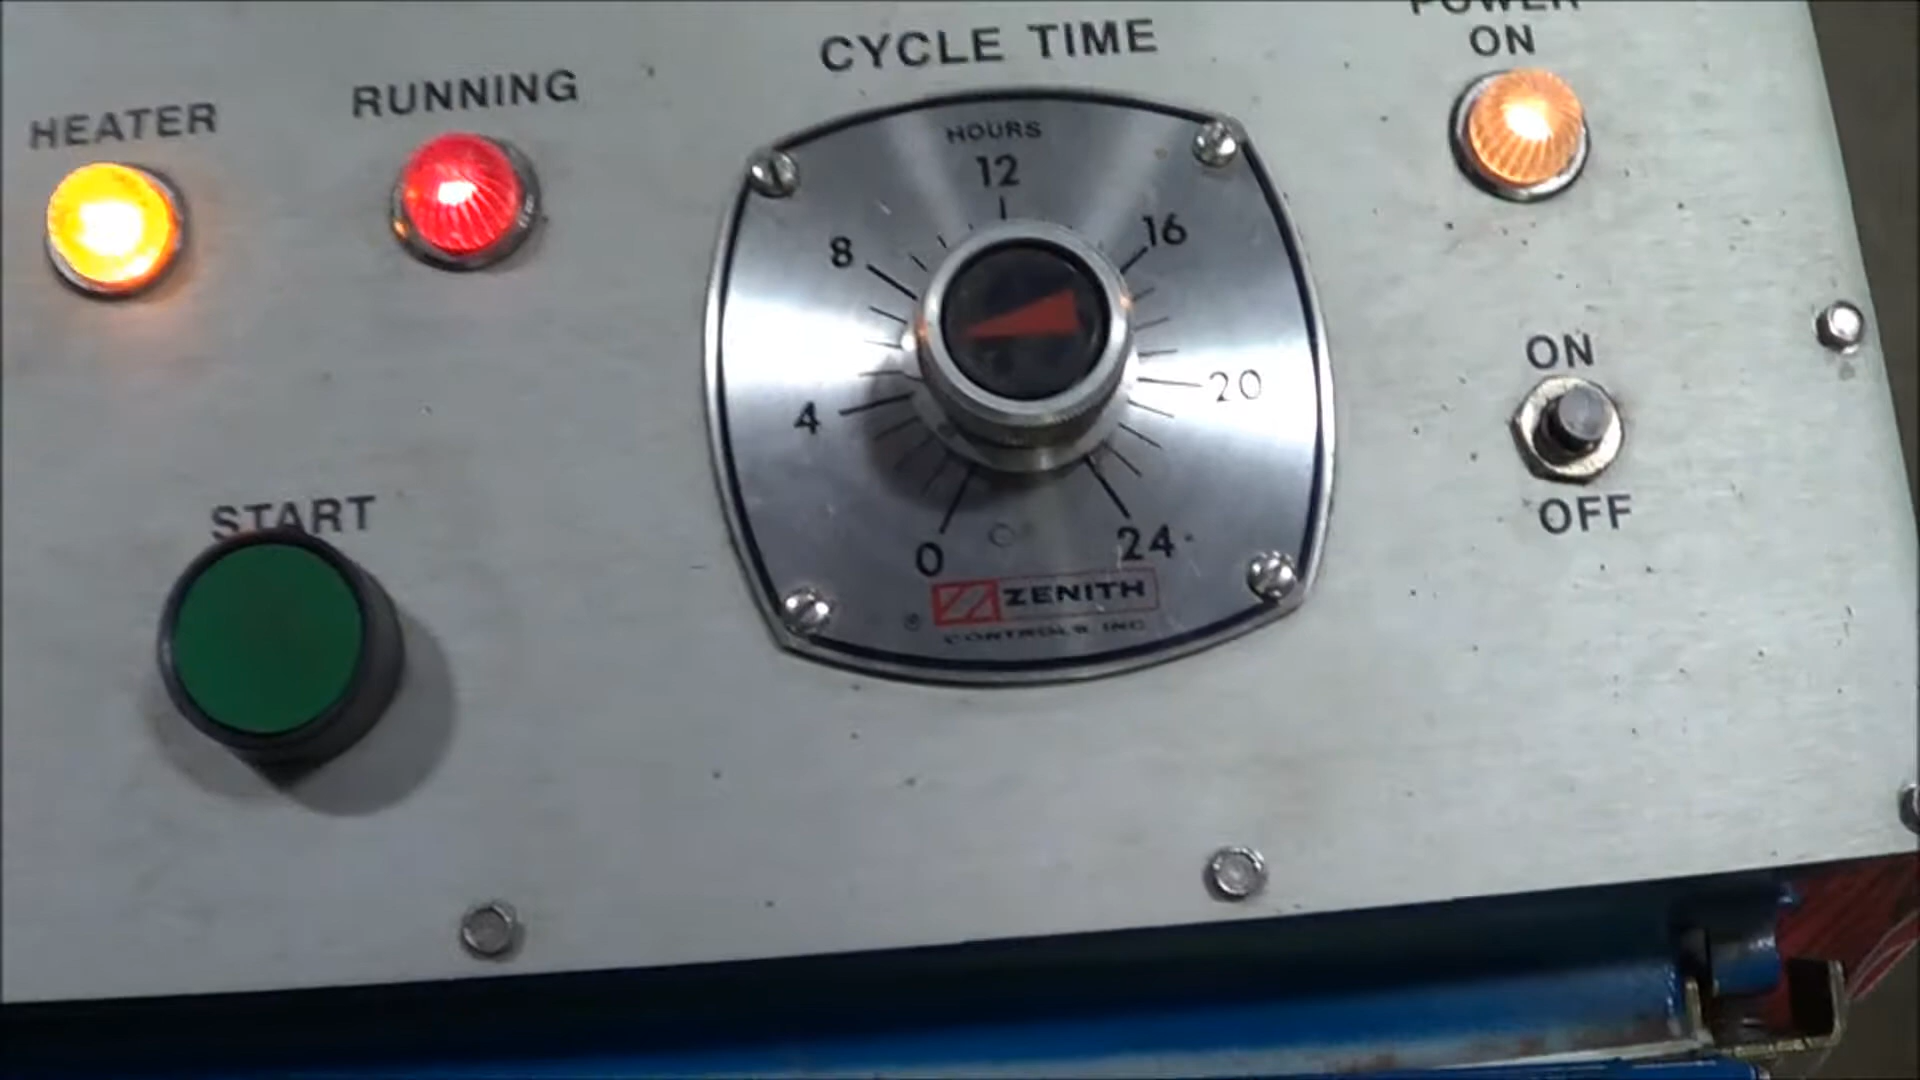 POWER
ON
CYCLE TIME
RUNNING
HEATER
HOURS
12
8
16
4
20
START
0
24
ON
OFF
ZENITH
CONTROLS, INC
®